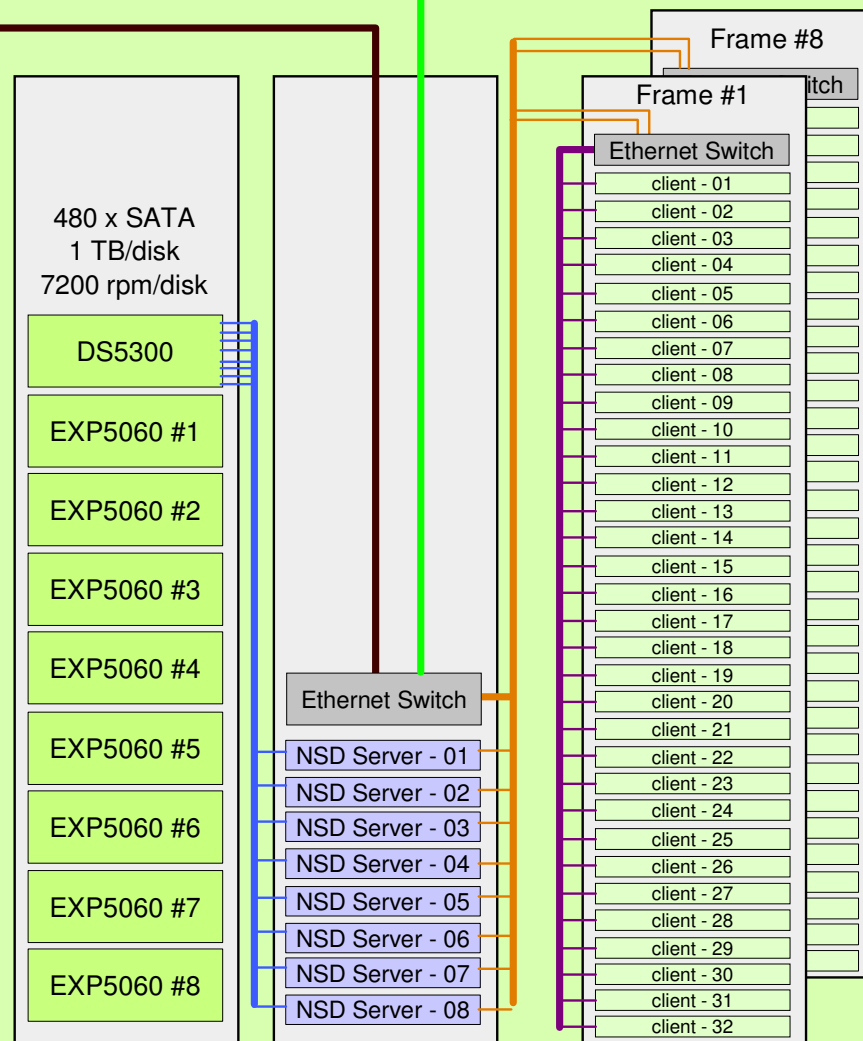 480 x SATA
1 TB/disk
7200 rpm/disk
DS5300
EXP5060 #1
EXP5060 #2
EXP5060 #3
EXP5060 #4
EXP5060 #5
EXP5060 #6
EXP5060 #7
EXP5060 #8
Ethernet Switch
NSD Server - 01
NSD Server - 02
NSD Server - 03
NSD Server - 04
NSD Server - 05
NSD Server - 06
NSD Server - 07
NSD Server - 08
Frame #8
itch
Frame #1
Ethernet Switch
client - 01
client - 02
client - 03
client - 04
client - 05
client - 06
client - 07
client - 08
client - 09
client - 10
client - 11
client - 12
client - 13
client - 14
client - 15
client - 16
client - 17
client - 18
client - 19
client - 20
client - 21
client - 22
client - 23
client - 24
client - 25
client - 26
client - 27
client - 28
client - 29
client - 30
client - 31
client - 32